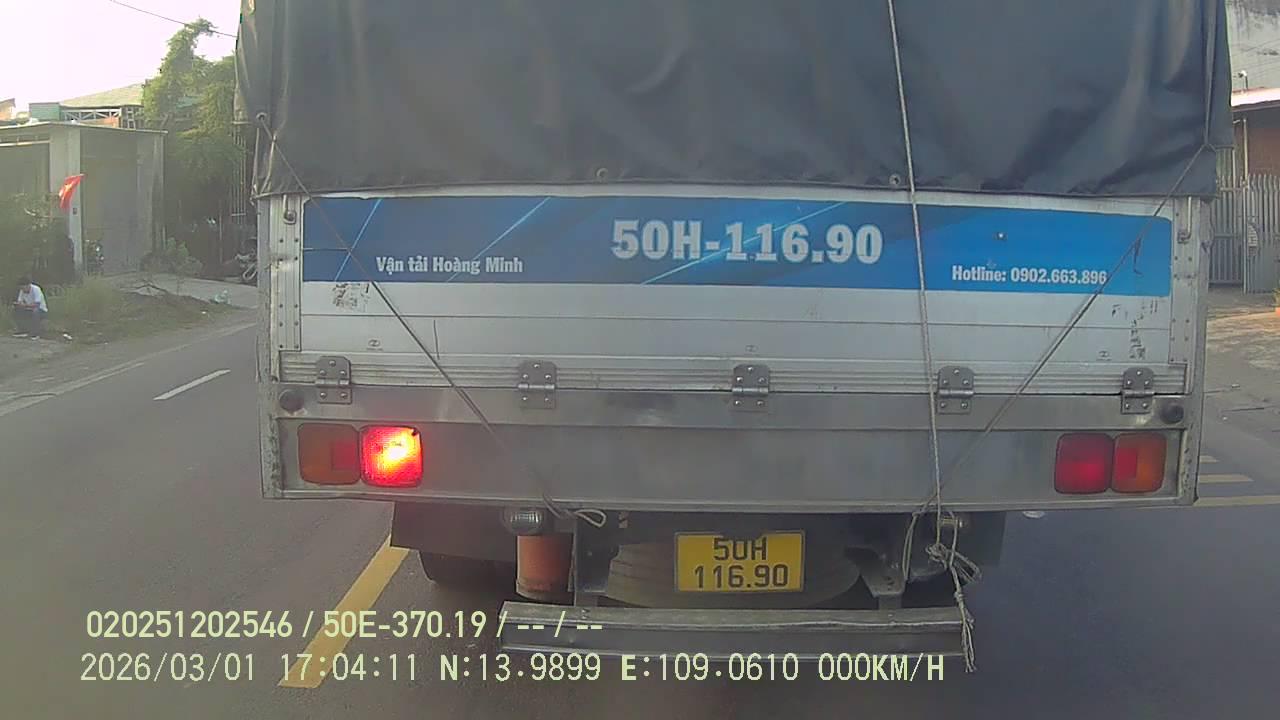 50H-116.90
Vận tải Hoàng Minh
Hotline: 0902.663.896
50H
116.90
020251202546 / 50E-370.19 / -- / --
2026/03/01 17:04:11 N:13.9899 E:109.0610 000KM/H